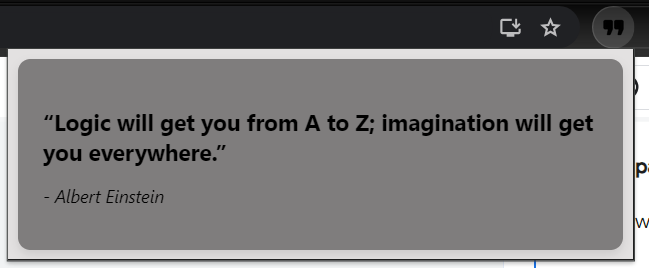 “Logic will get you from A to Z; imagination will get
you everywhere.”
- Albert Einstein